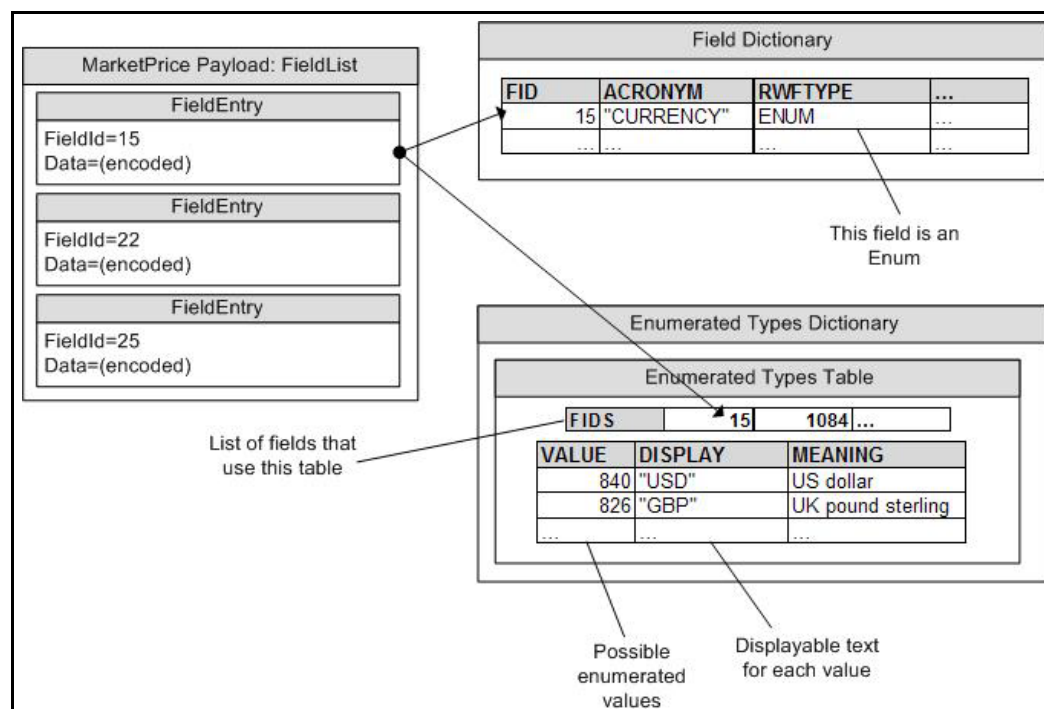 MarketPrice Payload: FieldList
FieldEntry
FieldId=15
Data=(encoded)
FieldEntry
FieldId=22
Data=(encoded)
FieldEntry
FieldId=25
Data=(encoded)
Field Dictionary
FID ACRONYM RWFTYPE ...
15 "CURRENCY" ENUM ...
... ... ... ...
This field is an
Enum
Enumerated Types Dictionary
Enumerated Types Table
FIDS 15 1084 ...
List of fields that
use this table
VALUE DISPLAY MEANING
840 "USD" US dollar
826 "GBP" UK pound sterling
... ... ...
Possible
enumerated
values
Displayable text
for each value